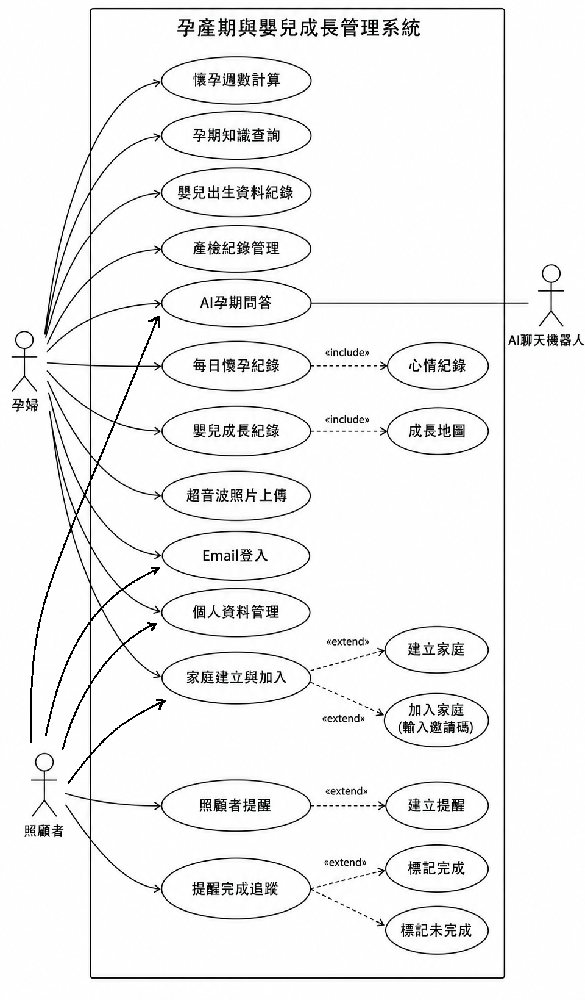 孕產期與嬰兒成長管理系統
懷孕週數計算
孕期知識查詢
嬰兒出生資料紀錄
產檢紀錄管理
AI孕期問答
AI聊天機器人
每日懷孕紀錄
«include»
心情紀錄
孕婦
嬰兒成長紀錄
«include»
成長地圖
超音波照片上傳
Email登入
個人資料管理
家庭建立與加入
«extend»
建立家庭
«extend»
加入家庭
(輸入邀請碼)
照顧者
照顧者提醒
«extend»
建立提醒
提醒完成追蹤
«extend»
標記完成
標記未完成